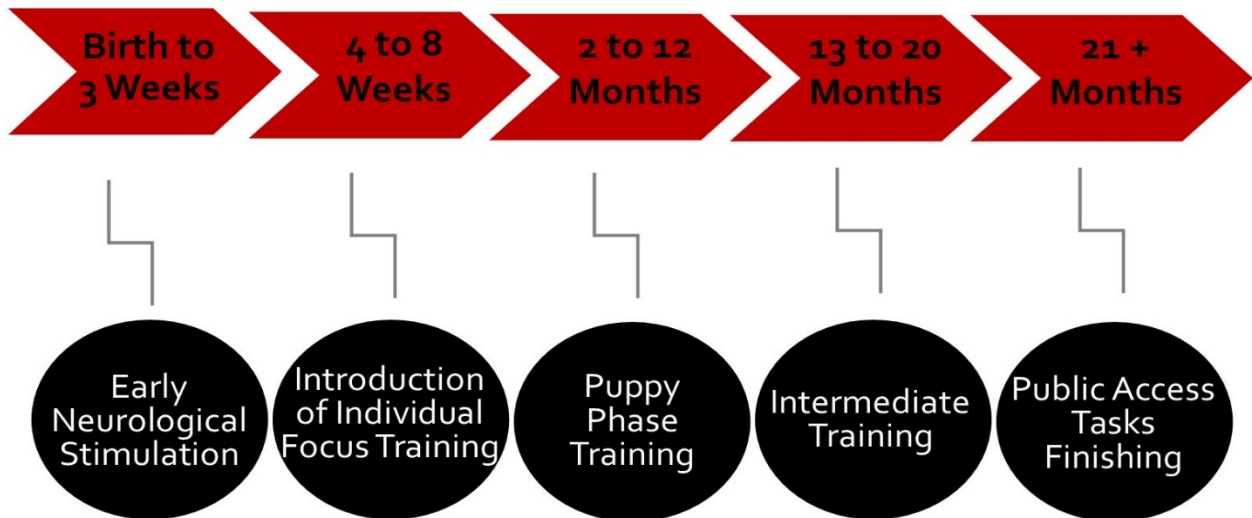 Birth to
3 Weeks
4 to 8
Weeks
2 to 12
Months
13 to 20
Months
21 +
Months
Early
Neurological
Stimulation
Introduction
of Individual
Focus Training
Puppy
Phase
Training
Intermediate
Training
Public Access
Tasks
Finishing